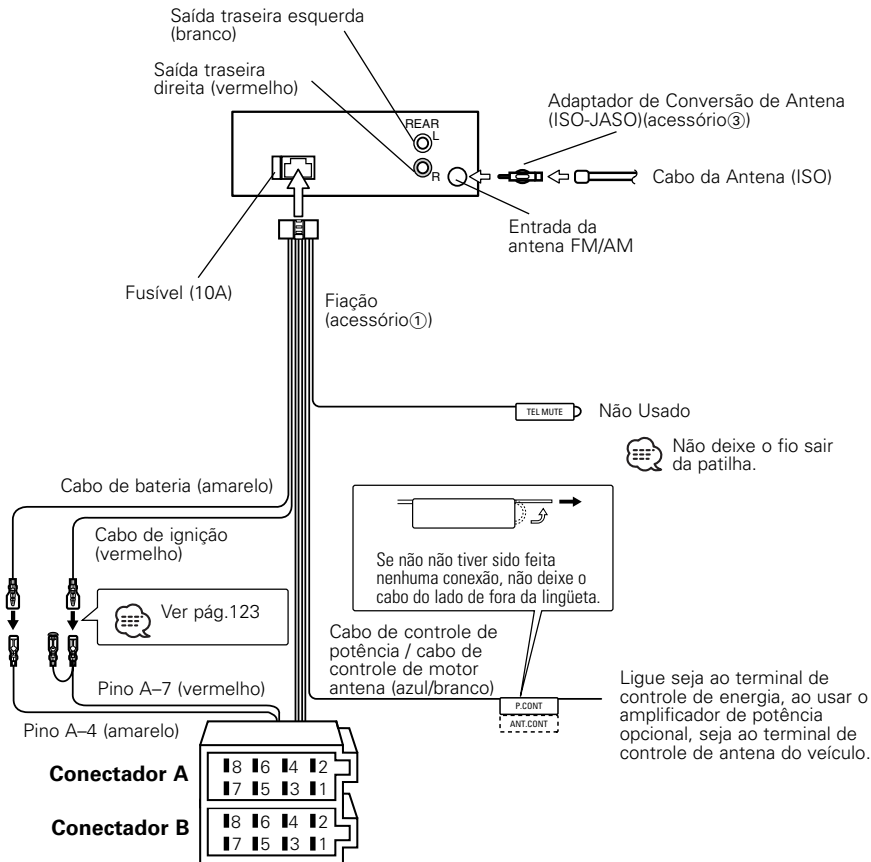 Saída traseira esquerda
(branco)
Saída traseira
direita (vermelho)
REAR
L
R
Adaptador de Conversão de Antena
(ISO-JASO)(acessório③)
Cabo da Antena (ISO)
Entrada da
antena FM/AM
Fusível (10A)
Fiação
(acessório①)
TEL MUTE
Não Usado
Não deixe o fio sair
da patilha.
Cabo de bateria (amarelo)
Cabo de ignição
(vermelho)
Se não não tiver sido feita
nenhuma conexão, não deixe o
cabo do lado de fora da lingüeta.
Ver pág.123
Cabo de controle de
potência / cabo de
controle de motor
antena (azul/branco)
P.CONT
ANT.CONT
Ligue seja ao terminal de
controle de energia, ao usar o
amplificador de potência
opcional, seja ao terminal de
controle de antena do veículo.
Pino A–7 (vermelho)
Pino A–4 (amarelo)
Conectador A
8 6 4 2
7 5 3 1
Conectador B
8 6 4 2
7 5 3 1